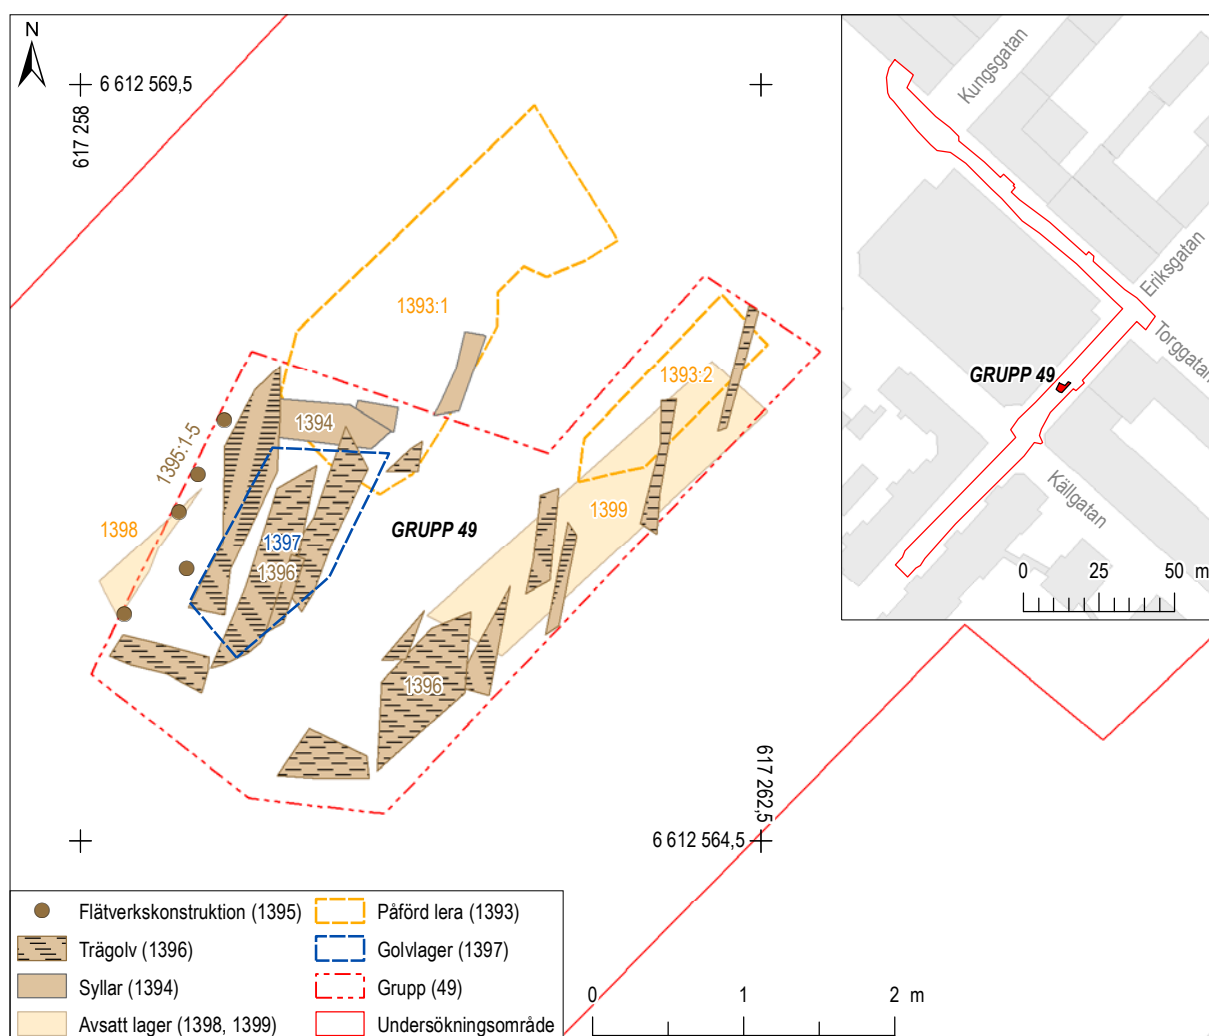 N
6 612 569,5
617 258
1393:1
1393:2
1394
1395:1-5
1398
1397
1396
GRUPP 49
1399
1396
617 262,5
6 612 564,5
Kungsgatan
Eriksgatan
Torggatan
GRUPP 49
Källgatan
0 25 50 m
Flätverkskonstruktion (1395)
Trägolv (1396)
Syllar (1394)
Avsatt lager (1398, 1399)
Påförd lera (1393)
Golvlager (1397)
Grupp (49)
Undersökningsområde
0 1 2 m